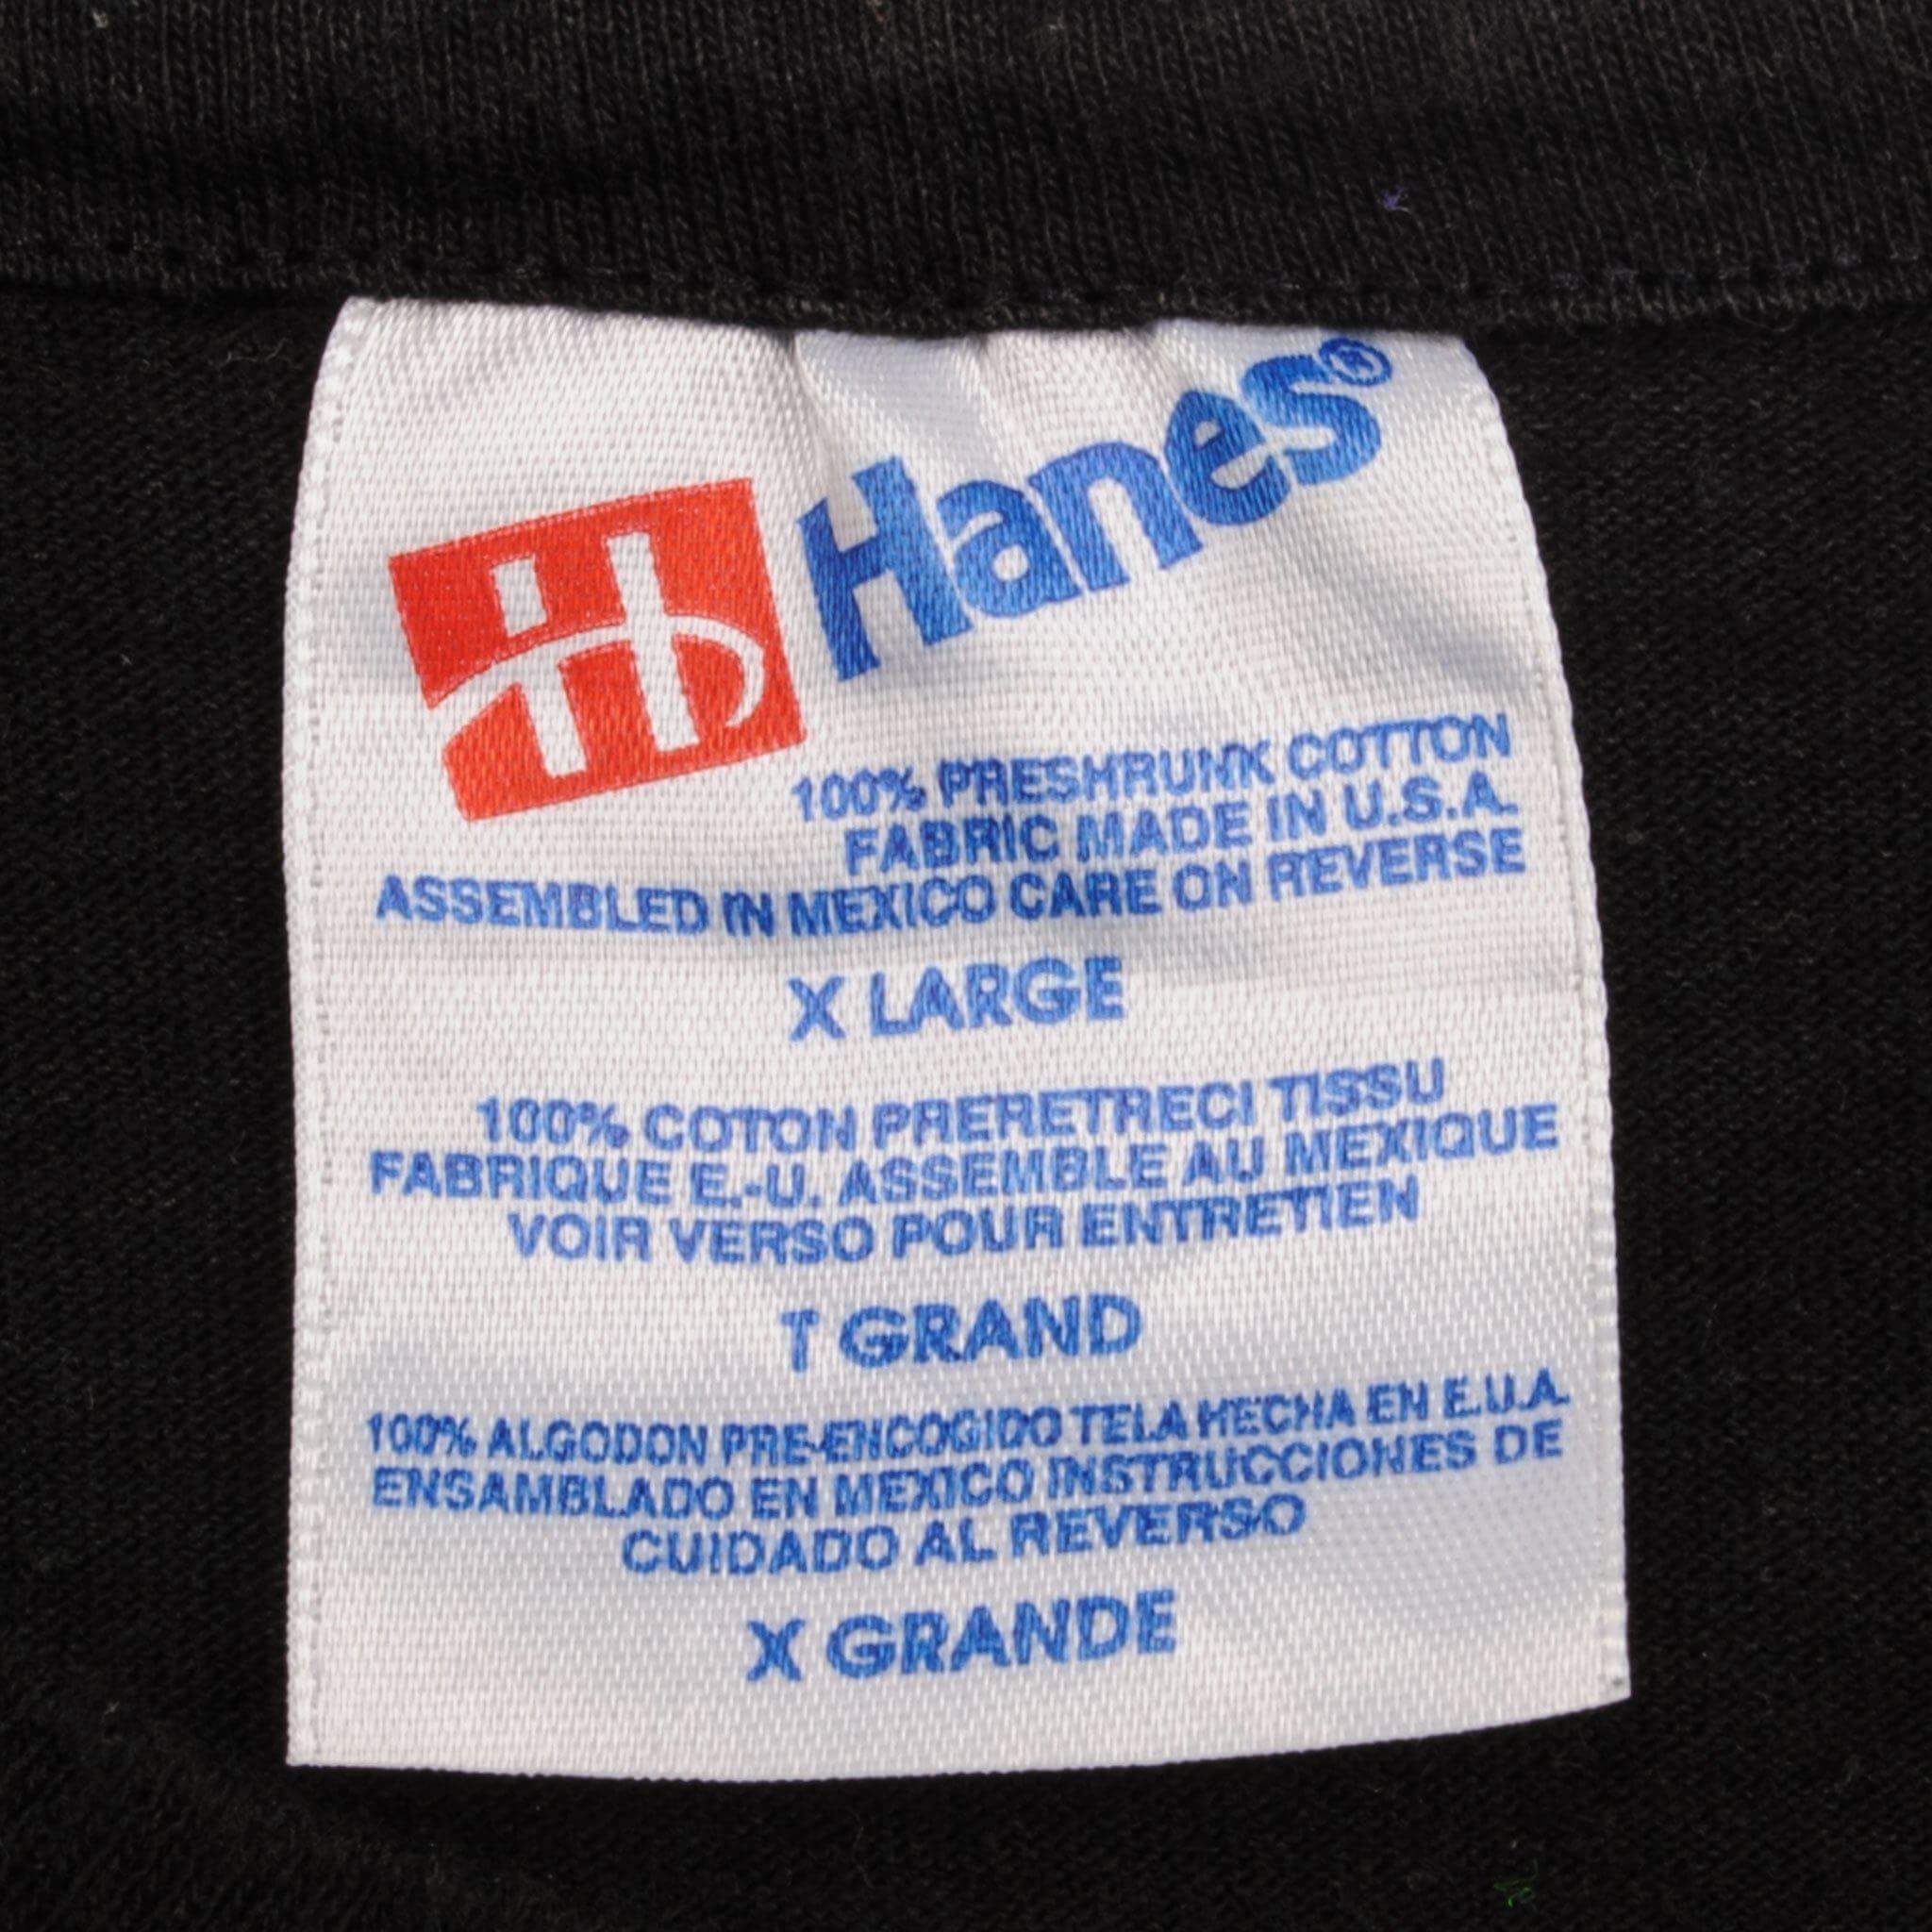 Hanes®
100% PRESHRUNK COTTON
FABRIC MADE IN U.S.A.
ASSEMBLED IN MEXICO CARE ON REVERSE
X LARGE
100% COTON PRERETRECI TISSU
FABRIQUE E.-U. ASSEMBLE AU MEXIQUE
VOIR VERSO POUR ENTRETIEN
T GRAND
100% ALGODON PRE-ENCOGIDO TELA HECHA EN E.U.A.
ENSAMBLADO EN MEXICO INSTRUCCIONES DE
CUIDADO AL REVERSO
X GRANDE